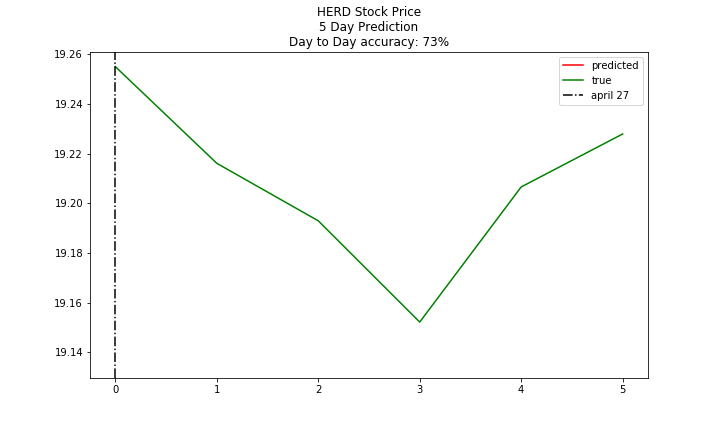 HERD Stock Price
5 Day Prediction
Day to Day accuracy: 73%
19.26
19.24
19.22
19.20
19.18
19.16
19.14
predicted
true
april 27
0 1 2 3 4 5